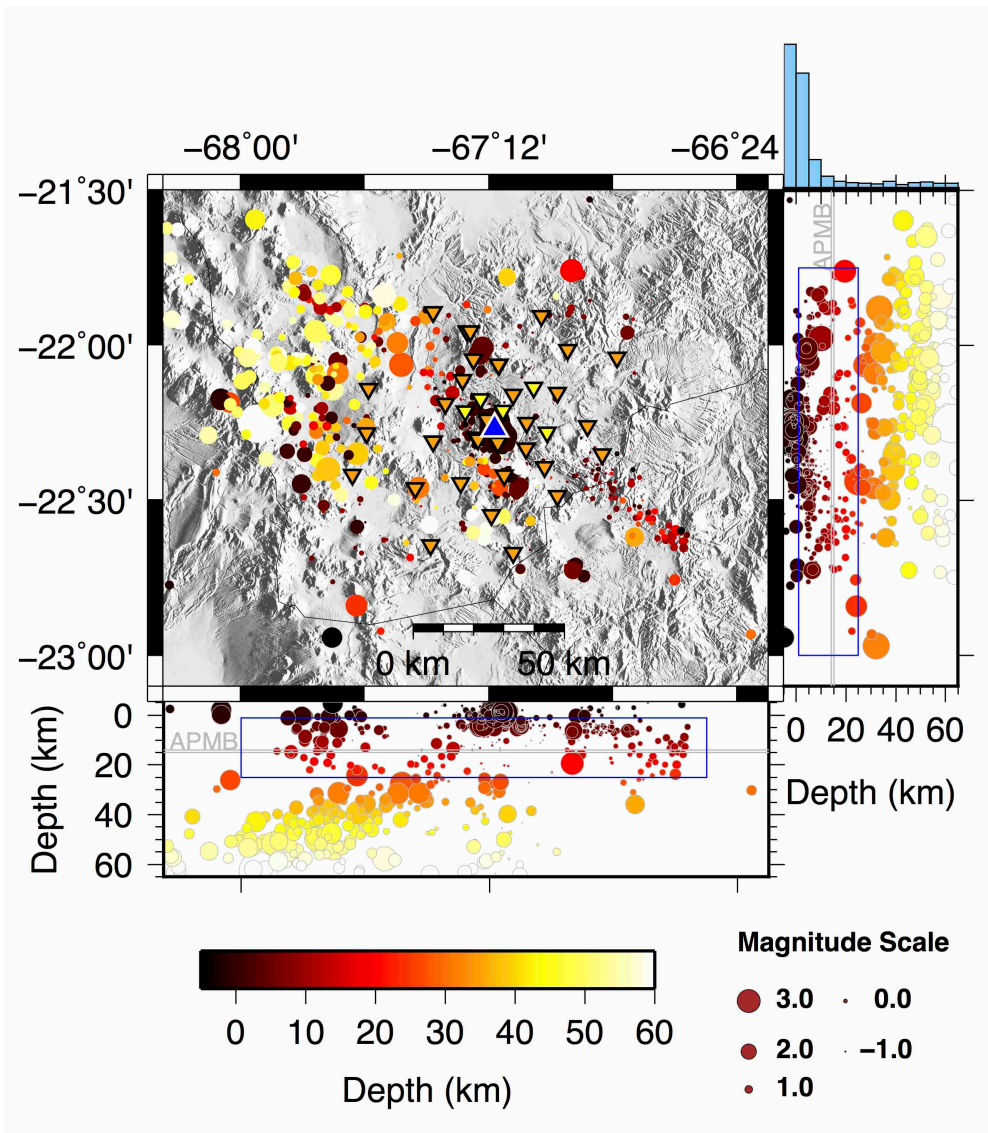 −68˚00' −67˚12' −66˚24'
−21˚30'
−22˚00'
−22˚30'
−23˚00'
APMB
0 km 50 km
0 20 40 60
Depth (km)
0
20
40
60
Depth (km)
APMB
0 10 20 30 40 50 60
Depth (km)
Magnitude Scale
3.0 0.0
2.0 −1.0
1.0